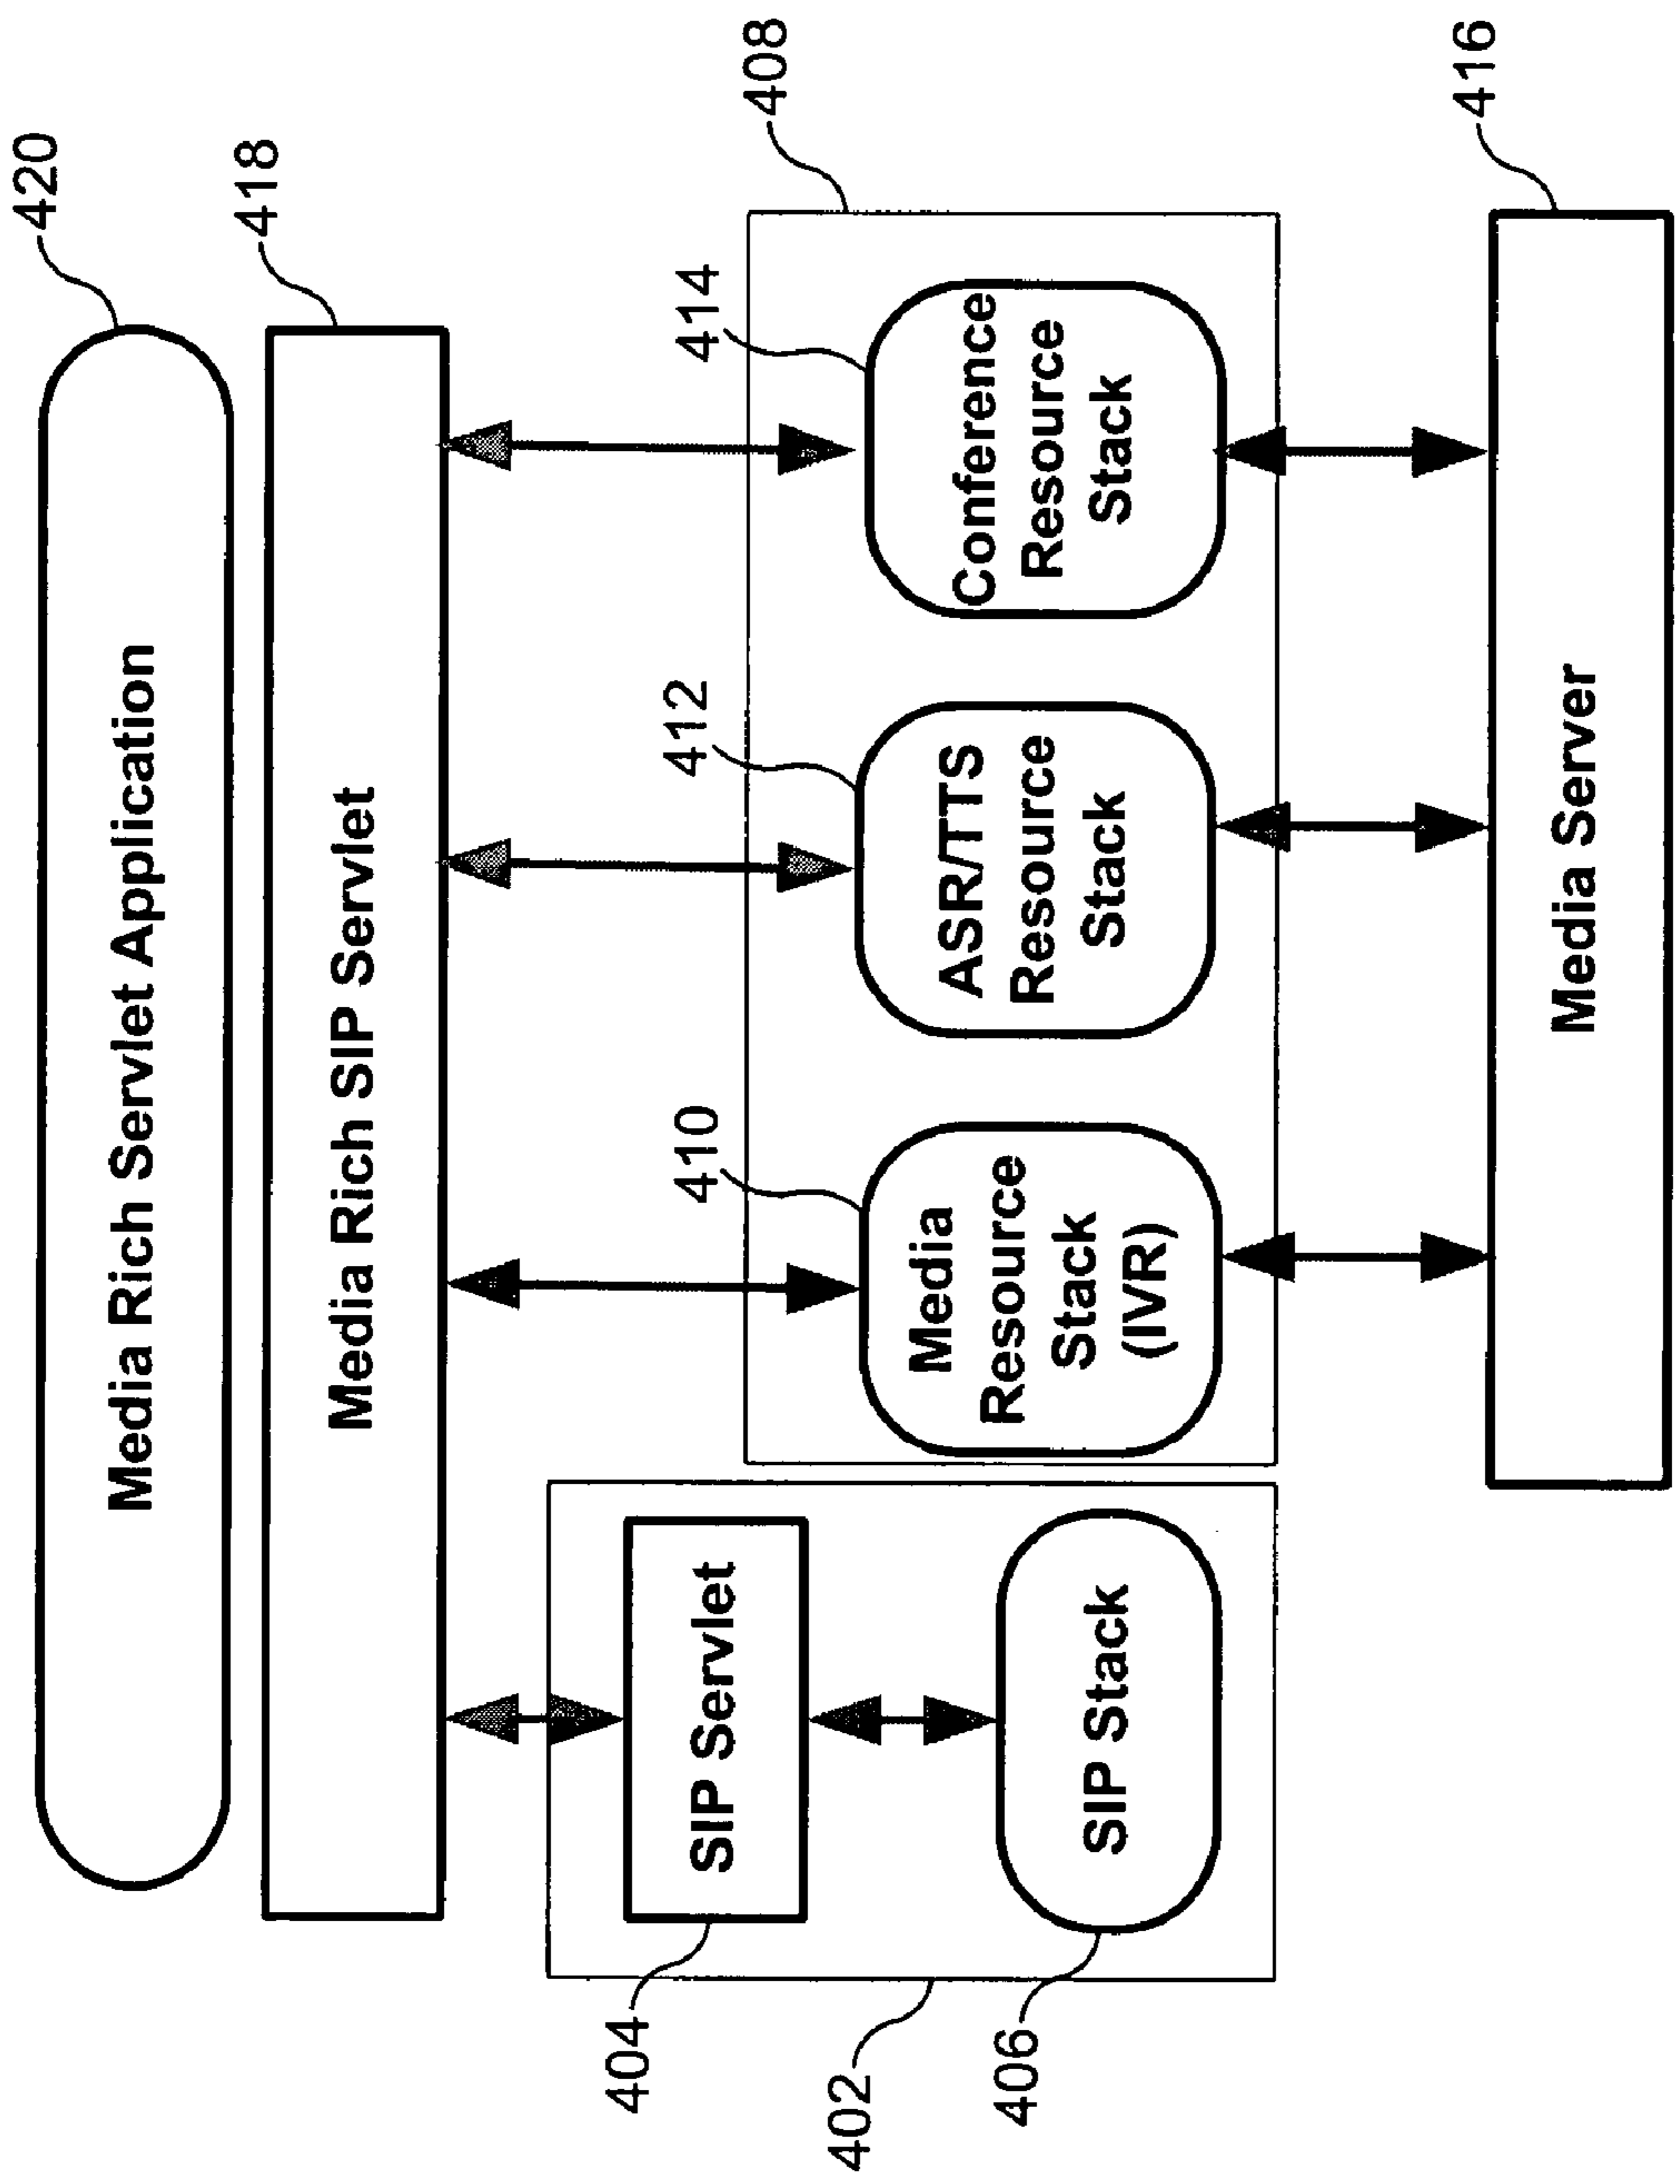 420
Media Rich Servlet Application
418
Media Rich SIP Servlet
408
404
SIP Servlet
402
406
SIP Stack
410
Media
Resource
Stack
(IVR)
412
ASR/TTS
Resource
Stack
414
Conference
Resource
Stack
416
Media Server